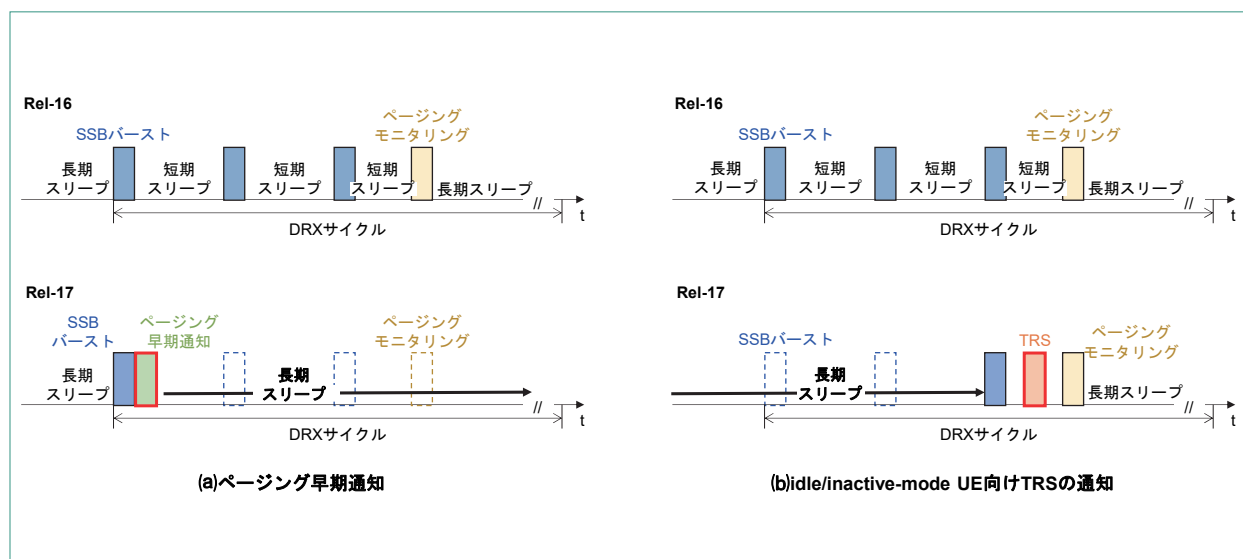 Rel-16
SSBバースト
ページング
モニタリング
長期
スリープ
短期
スリープ
短期
スリープ
短期
スリープ
長期スリープ
//
t
DRXサイクル
Rel-17
SSB
バースト
ページング
早期通知
ページング
モニタリング
長期
スリープ
長期
スリープ
//
t
DRXサイクル
(a)ページング早期通知
Rel-16
SSBバースト
ページング
モニタリング
長期
スリープ
短期
スリープ
短期
スリープ
短期
スリープ
長期スリープ
//
t
DRXサイクル
Rel-17
SSBバースト
TRS
ページング
モニタリング
長期
スリープ
長期スリープ
//
t
DRXサイクル
(b)idle/inactive-mode UE向けTRSの通知